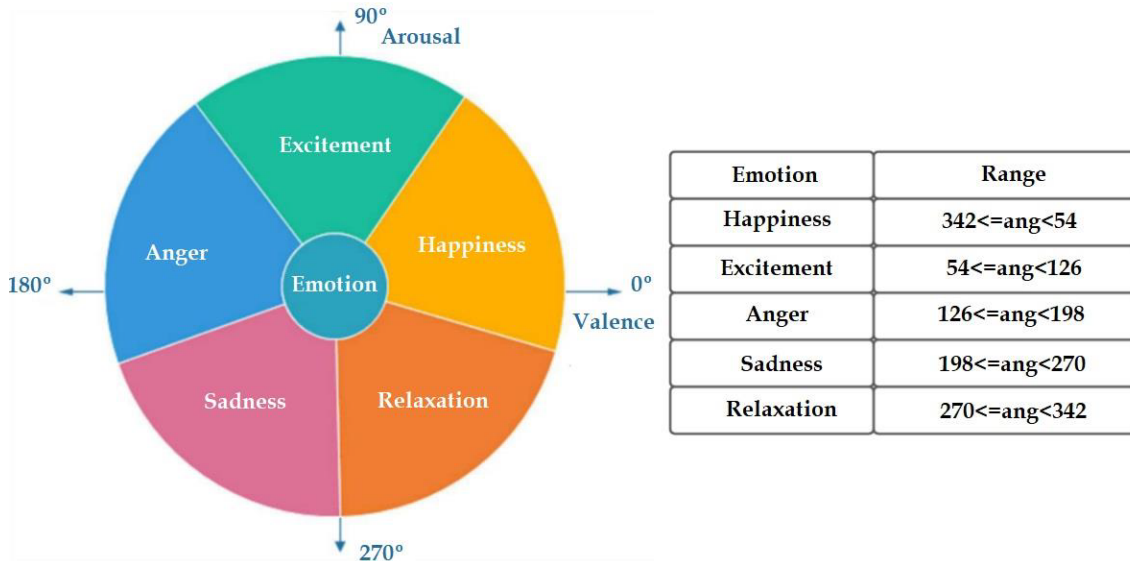 90º
Arousal
Excitement
Anger
Happiness
Emotion
180º
0º
Valence
Sadness
Relaxation
270º
Emotion Range
Happiness 342<=ang<54
Excitement 54<=ang<126
Anger 126<=ang<198
Sadness 198<=ang<270
Relaxation 270<=ang<342